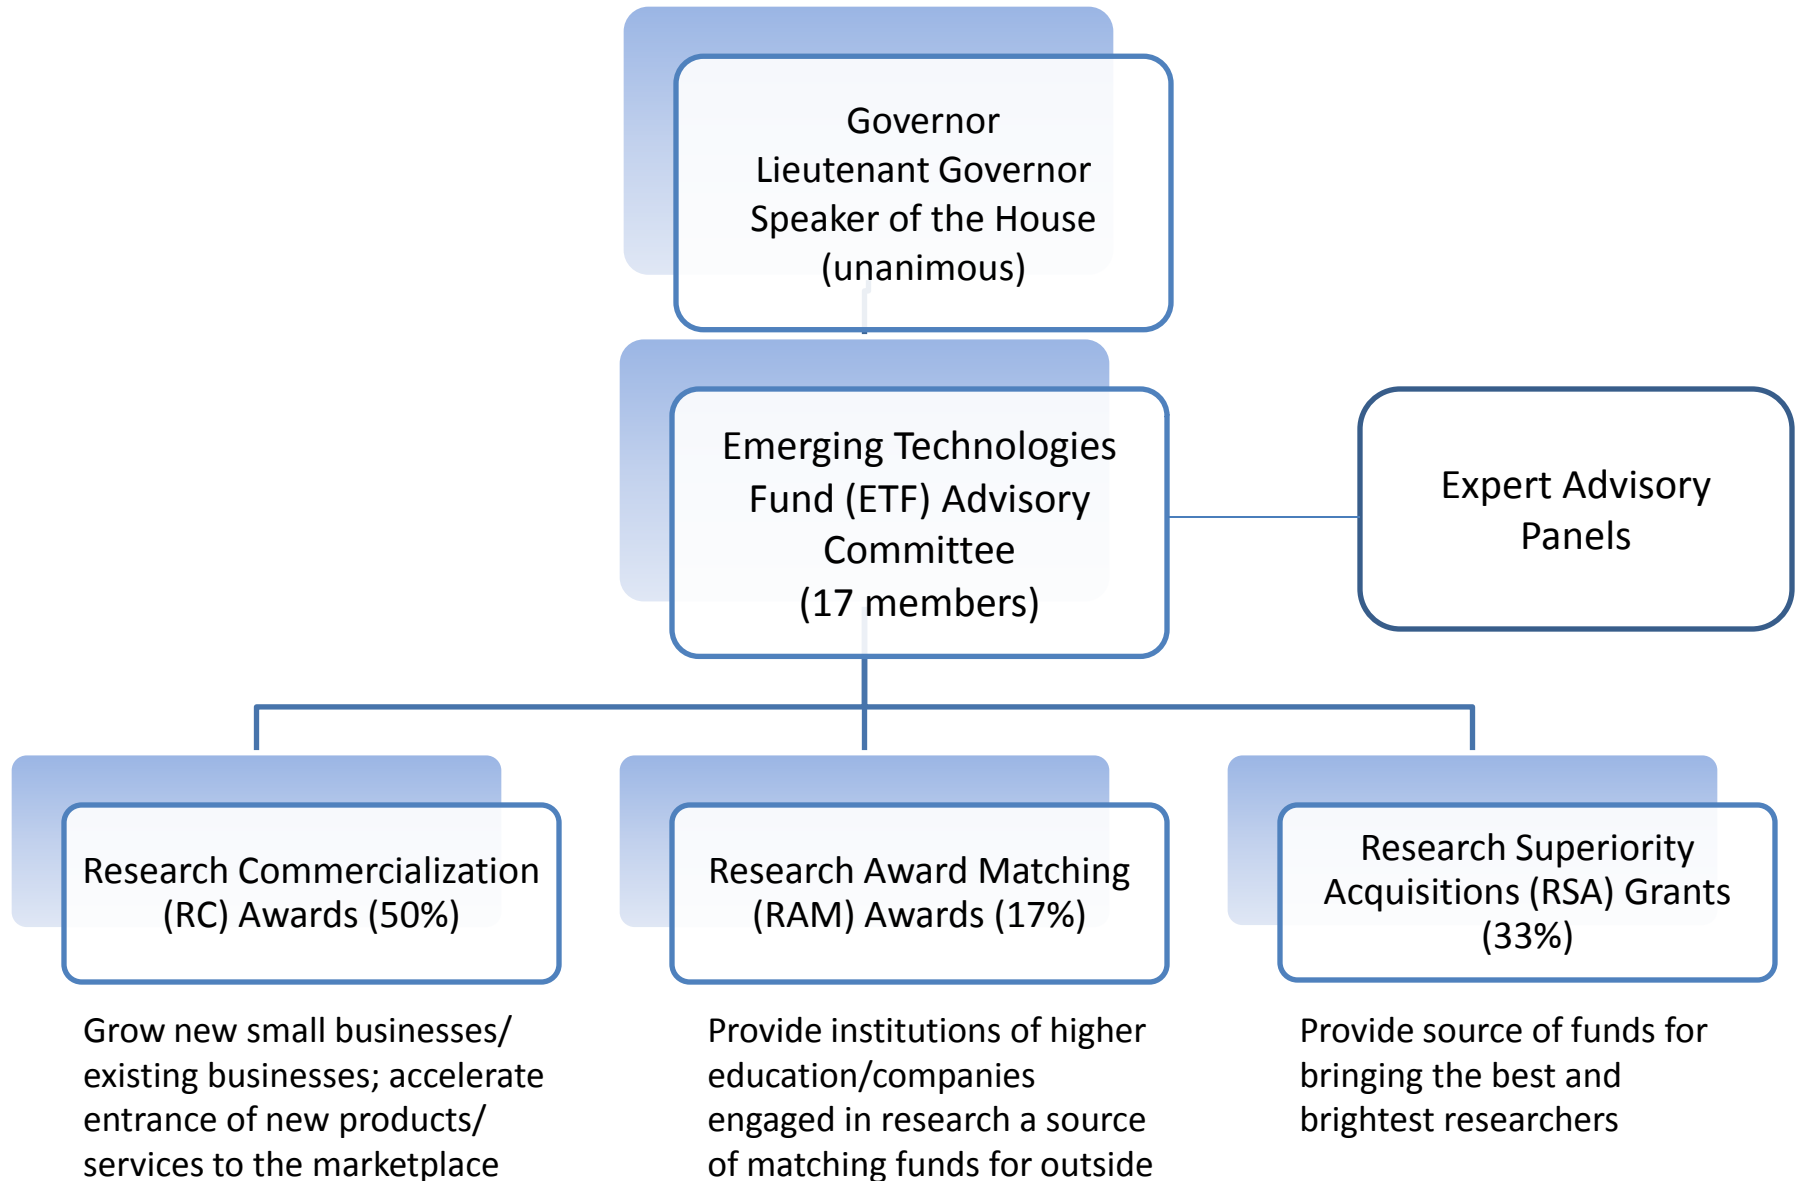 Governor
Lieutenant Governor
Speaker of the House
(unanimous)
Emerging Technologies
Fund (ETF) Advisory
Committee
(17 members)
Expert Advisory
Panels
Research Commercialization
(RC) Awards (50%)
Research Award Matching
(RAM) Awards (17%)
Research Superiority
Acquisitions (RSA) Grants
(33%)
Grow new small businesses/
existing businesses; accelerate
entrance of new products/
services to the marketplace
Provide institutions of higher
education/companies
engaged in research a source
of matching funds for outside
Provide source of funds for
bringing the best and
brightest researchers